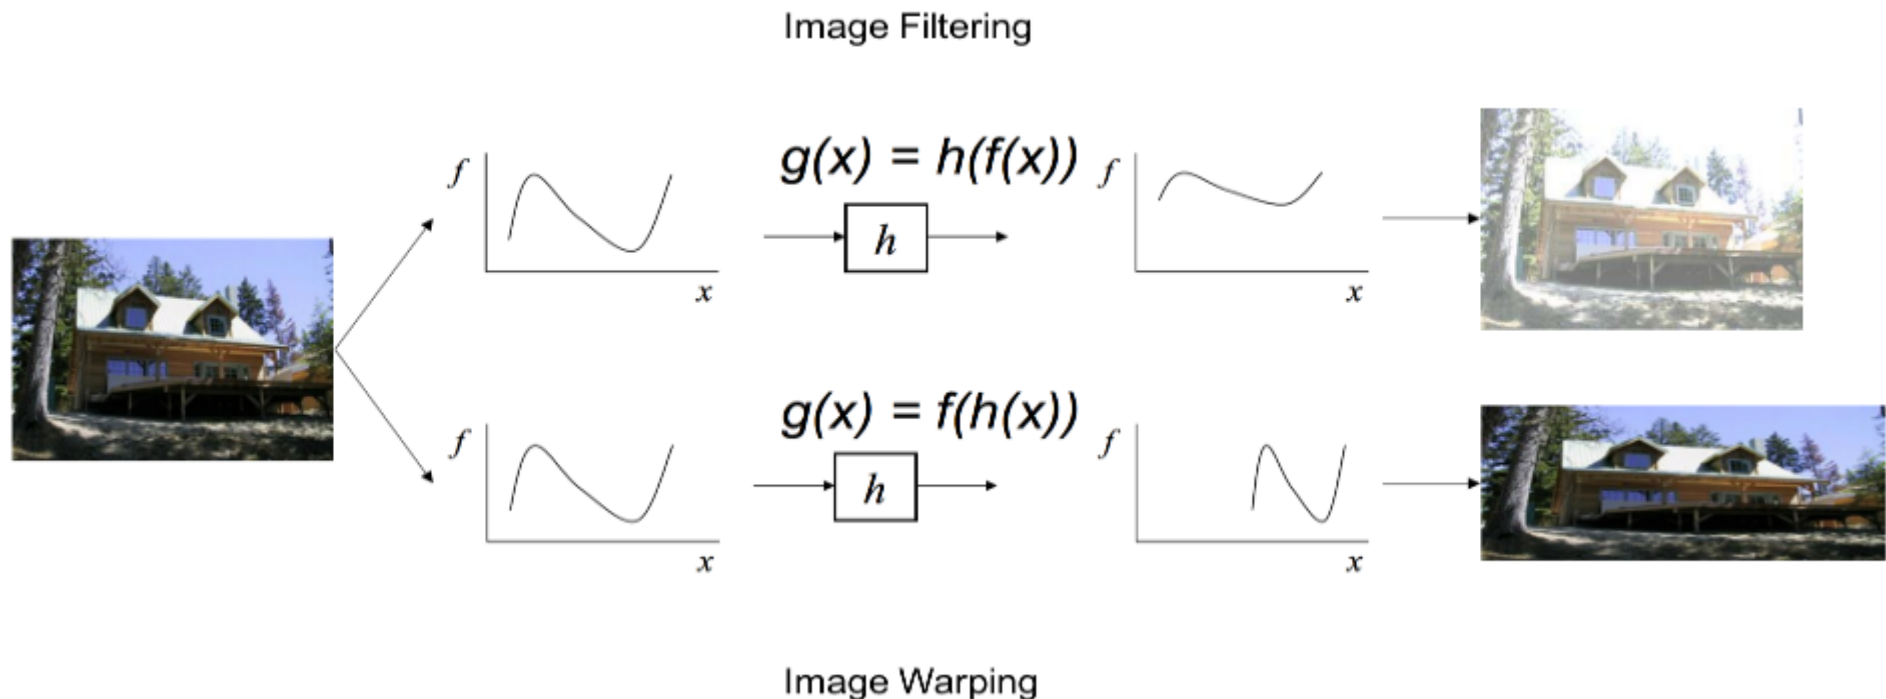 Image Filtering
g(x) = h(f(x))
f
x
h
f
x
g(x) = f(h(x))
f
x
h
f
x
Image Warping